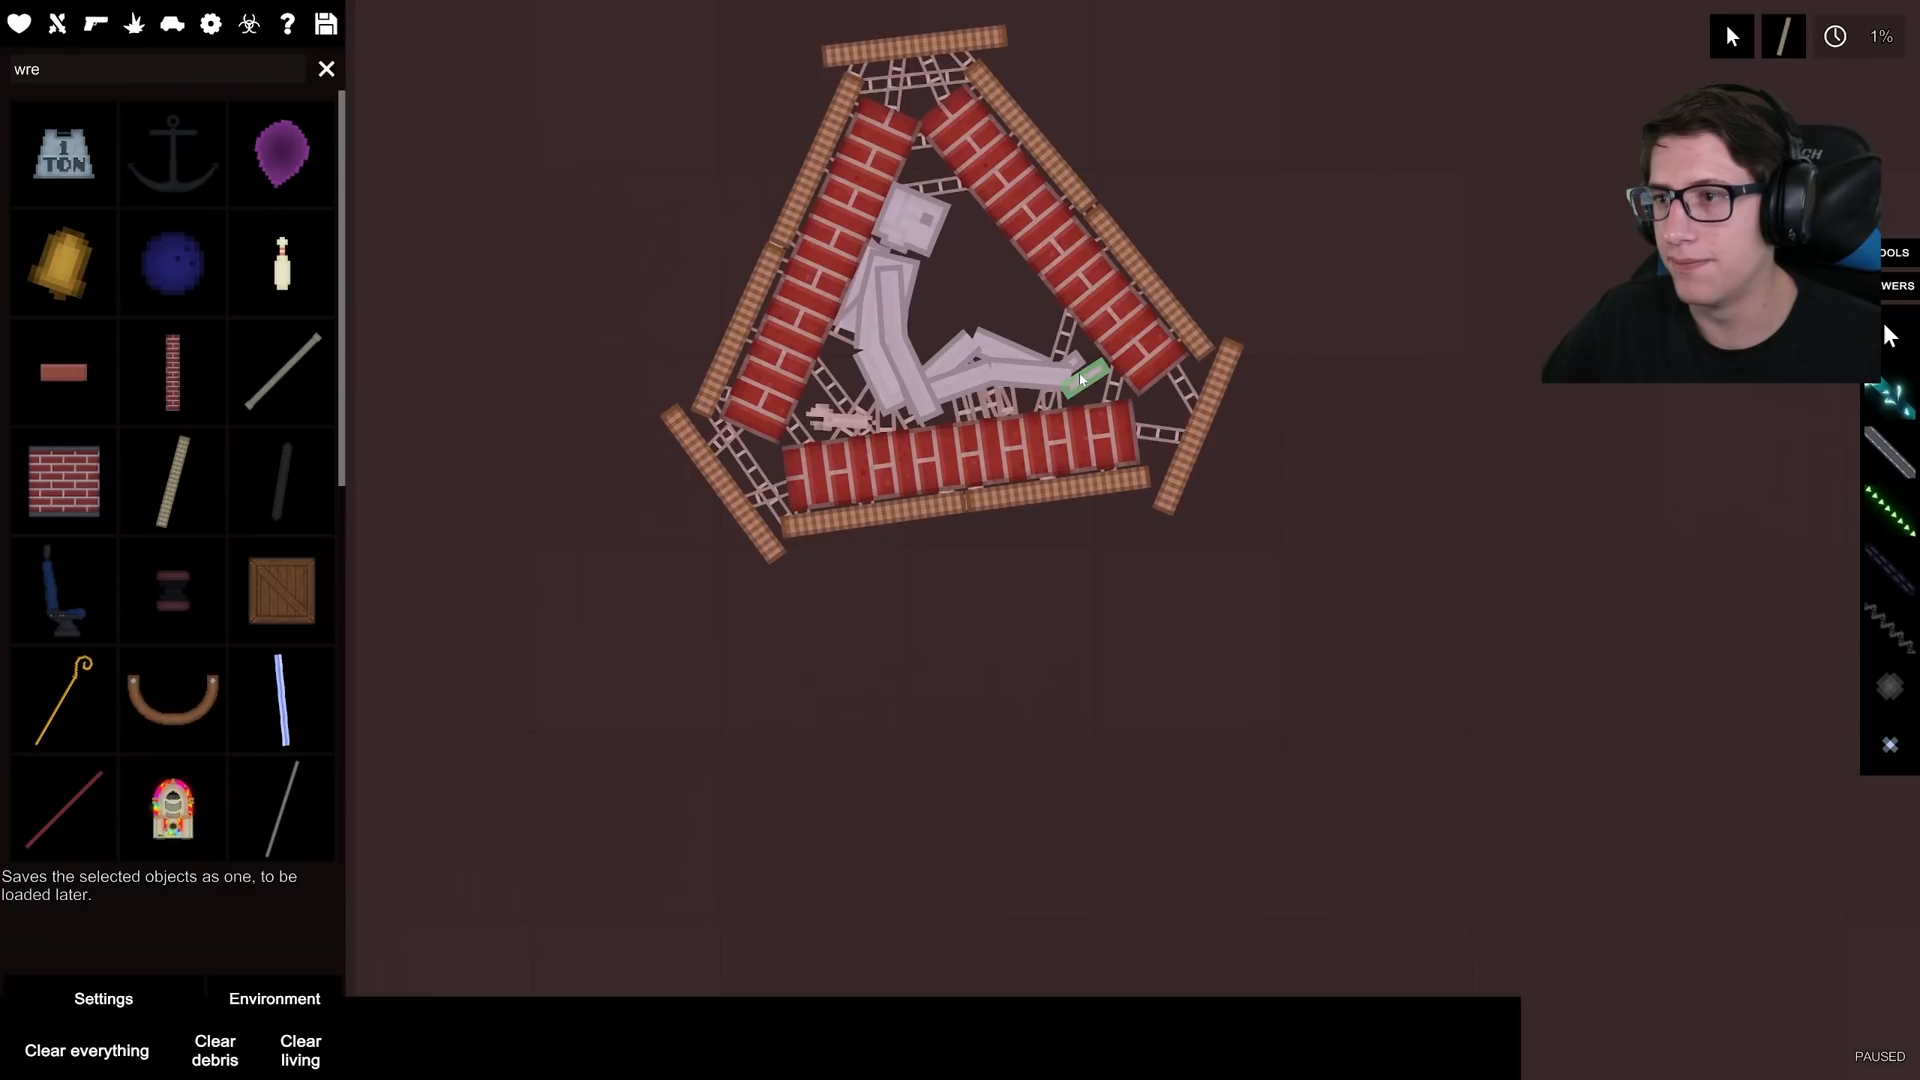 wre
1%
1
TON
CH
OOLS
WERS
Saves the selected objects as one, to be
loaded later.
Settings
Environment
Clear everything
Clear
debris
Clear
living
PAUSED